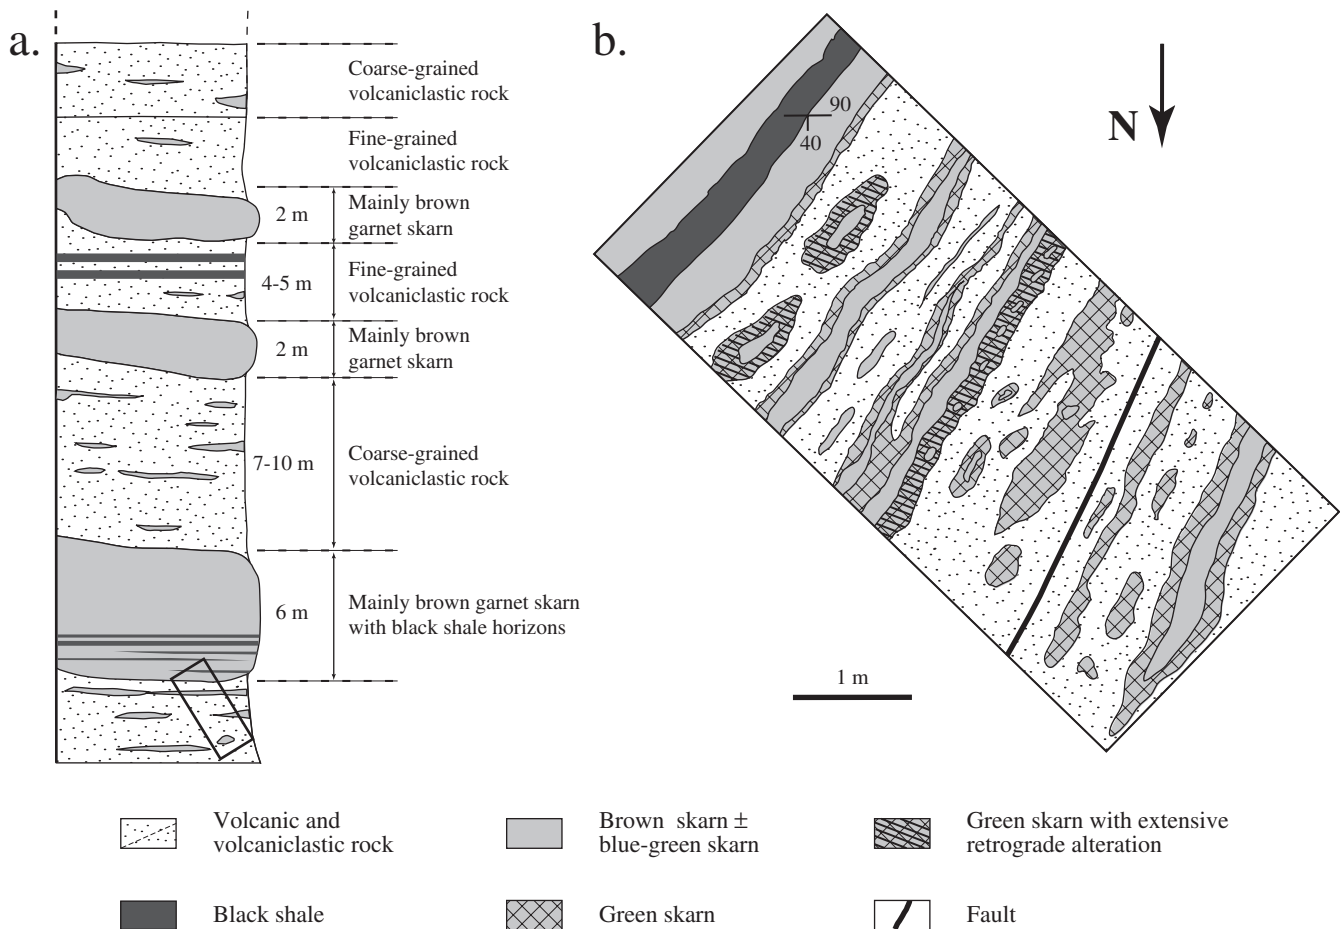 a.
Coarse-grained
volcaniclastic rock
Fine-grained
volcaniclastic rock
2 m
Mainly brown
garnet skarn
4-5 m
Fine-grained
volcaniclastic rock
2 m
Mainly brown
garnet skarn
7-10 m
Coarse-grained
volcaniclastic rock
6 m
Mainly brown garnet skarn
with black shale horizons
b.
90
40
N
1 m
Volcanic and
volcaniclastic rock
Brown skarn ±
blue-green skarn
Green skarn with extensive
retrograde alteration
Black shale
Green skarn
Fault